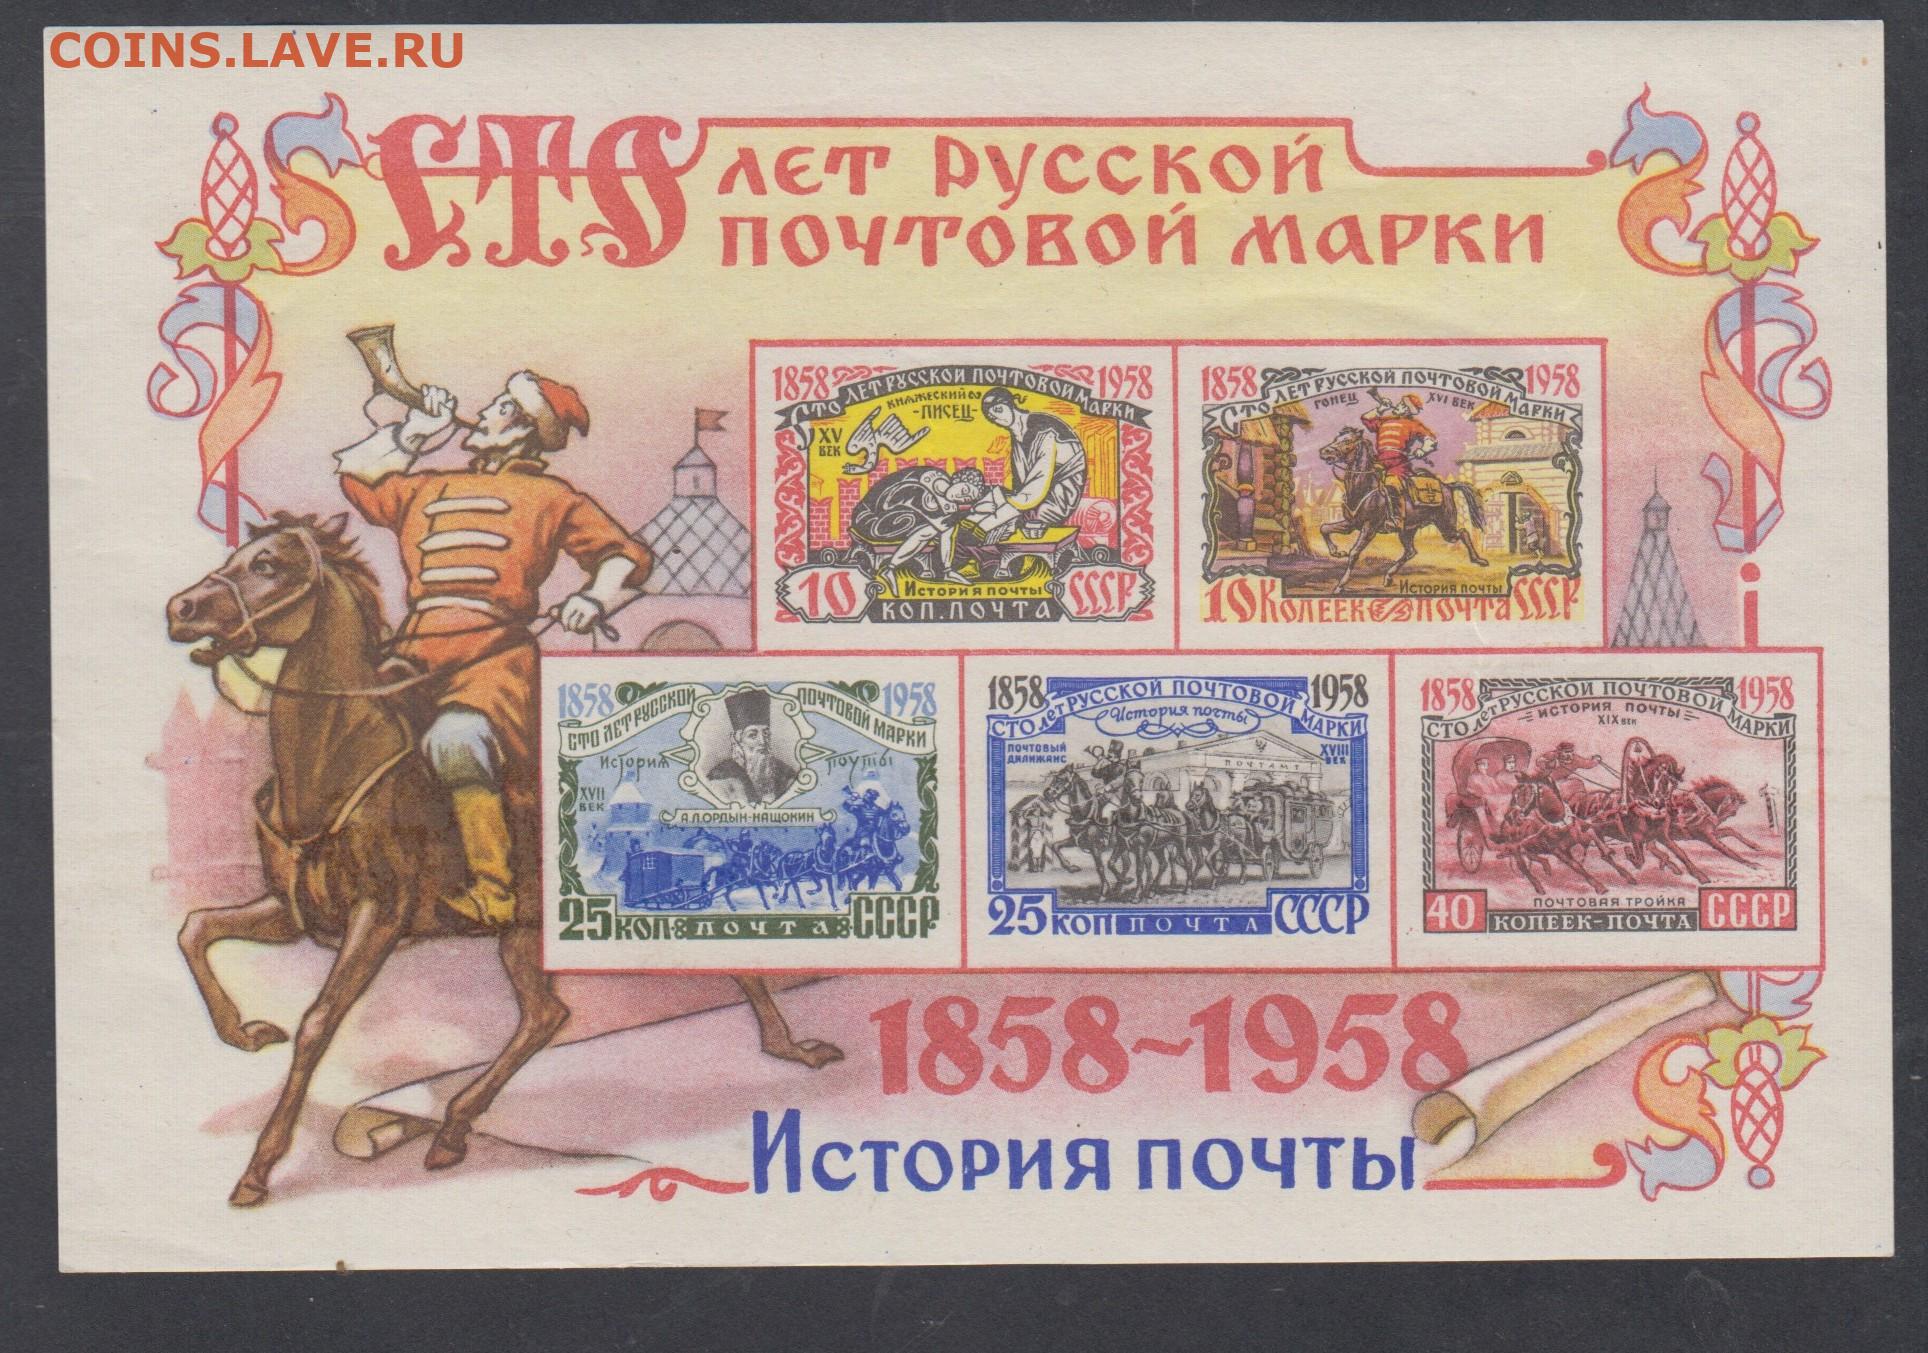 COINS.LAVE.RU
СТО ЛЕТ РУССКОЙ
ПОЧТОВОЙ МАРКИ
1858 1958
СТО ЛЕТ РУССКОЙ ПОЧТОВОЙ МАРКИ
КНЯЖЕСКИЙ
-ПИСЕЦ-
XV
ВЕК
История почты
10 КОП. ПОЧТА СССР
1858 1958
СТО ЛЕТ РУССКОЙ ПОЧТОВОЙ МАРКИ
ГОНЕЦ XVI ВЕК
История почты
10 Копеек ПОЧТА СССР
1858 1958
СТО ЛЕТ РУССКОЙ ПОЧТОВОЙ МАРКИ
История почты
XVII
ВЕК
А.Л.ОРДЫН-НАЩОКИН
25 КОП. ПОЧТА СССР
1858 1958
СТО лет РУССКОЙ ПОЧТОВОЙ МАРКИ
История почты
ПОЧТОВЫЙ
ДИЛИЖАНС
XVIII
ВЕК
ПОЧТАМТ
25 КОП ПОЧТА СССР
1858 1958
СТО лет РУССКОЙ ПОЧТОВОЙ МАРКИ
ИСТОРИЯ ПОЧТЫ
XIX ВЕК
ПОЧТОВАЯ ТРОЙКА
40 КОПЕЕК-ПОЧТА СССР
1858~1958
История почты